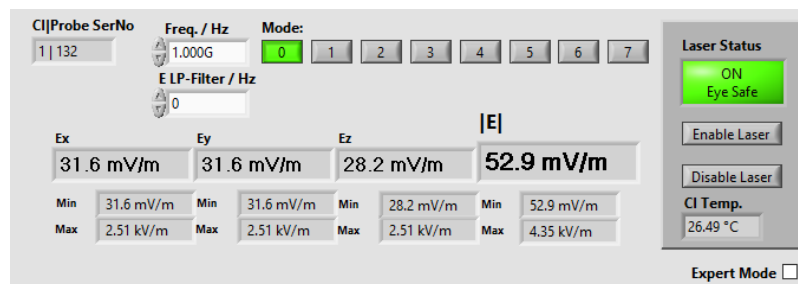 CI|Probe SerNo
Freq. / Hz
Mode:
1 | 132
1.000G
0 1 2 3 4 5 6 7
E LP-Filter / Hz
0
Laser Status
ON
Eye Safe
Enable Laser
Disable Laser
CI Temp.
26.49 °C
Ex Ey Ez |E|
31.6 mV/m 31.6 mV/m 28.2 mV/m 52.9 mV/m
Min 31.6 mV/m Min 31.6 mV/m Min 28.2 mV/m Min 52.9 mV/m
Max 2.51 kV/m Max 2.51 kV/m Max 2.51 kV/m Max 4.35 kV/m
Expert Mode